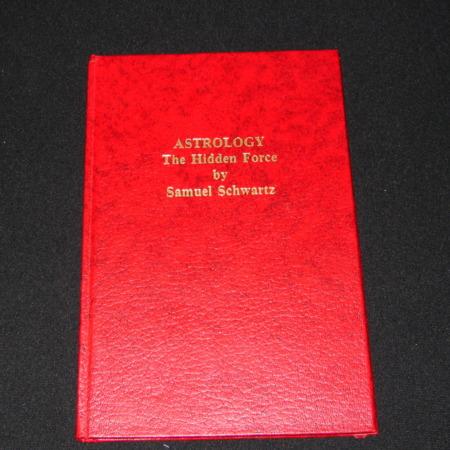 ASTROLOGY
The Hidden Force
by
Samuel Schwartz